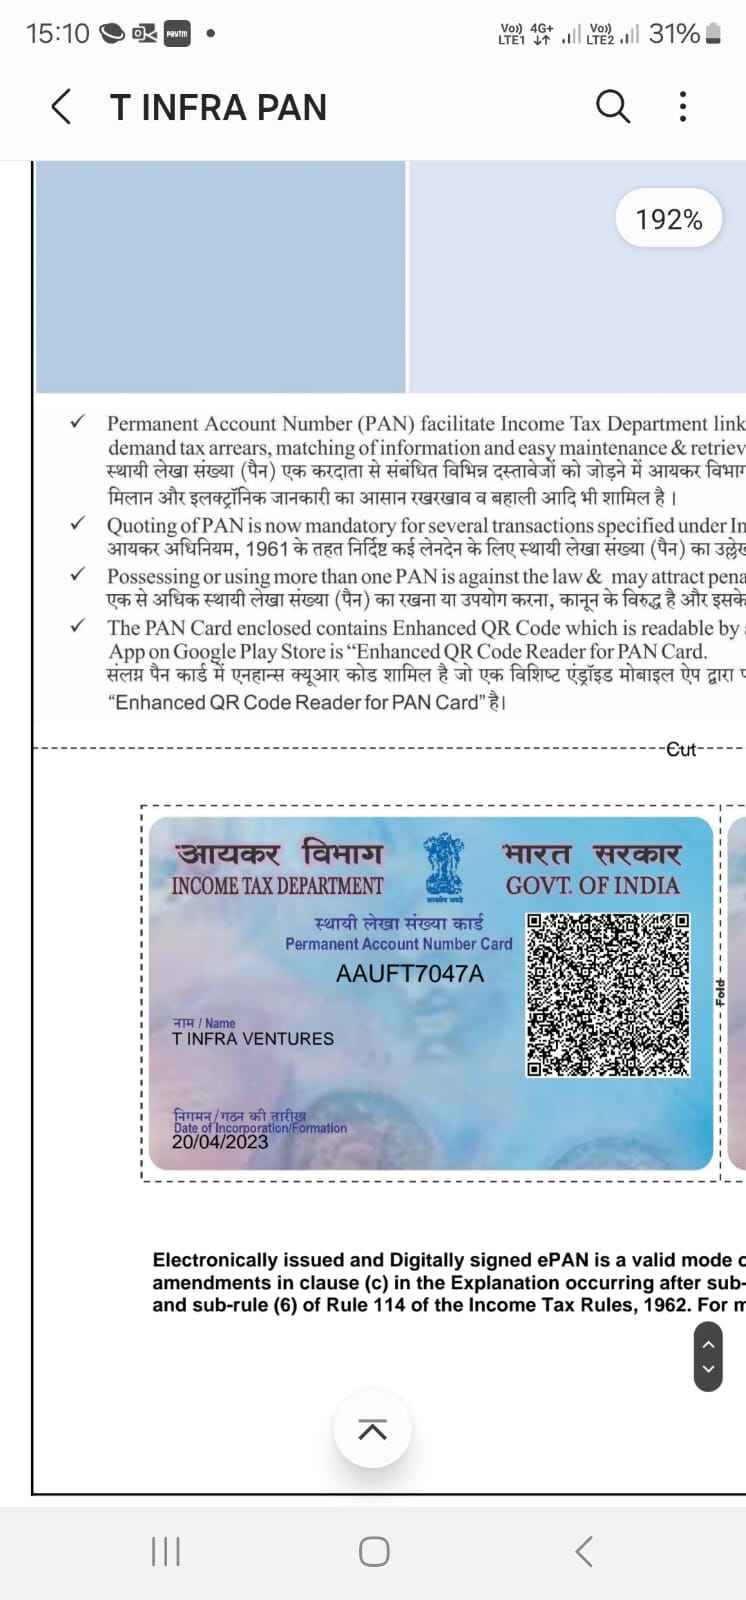 15:10
paytm
Vo)) 4G+
LTE1
Vo))
LTE2
31%
T INFRA PAN
192%
✓ Permanent Account Number (PAN) facilitate Income Tax Department link
demand tax arrears, matching of information and easy maintenance & retriev
स्थायी लेखा संख्या (पैन) एक करदाता से संबंधित विभिन्न दस्तावेजों को जोड़ने में आयकर विभाग
मिलान और इलक्ट्रॉनिक जानकारी का आसान रखरखाव व बहाली आदि भी शामिल है ।
✓ Quoting of PAN is now mandatory for several transactions specified under In
आयकर अधिनियम, 1961 के तहत निर्दिष्ट कई लेनदेन के लिए स्थायी लेखा संख्या (पैन) का उल्लेख
✓ Possessing or using more than one PAN is against the law & may attract pena
एक से अधिक स्थायी लेखा संख्या (पैन) का रखना या उपयोग करना, कानून के विरुद्ध है और इसके
✓ The PAN Card enclosed contains Enhanced QR Code which is readable by
App on Google Play Store is “Enhanced QR Code Reader for PAN Card.
संलग्न पैन कार्ड में एनहान्स क्यूआर कोड शामिल है जो एक विशिष्ट एंड्रॉइड मोबाइल ऐप द्वारा
“Enhanced QR Code Reader for PAN Card” है।
Cut
आयकर विभाग
भारत सरकार
INCOME TAX DEPARTMENT
GOVT. OF INDIA
सत्यमेव जयते
स्थायी लेखा संख्या कार्ड
Permanent Account Number Card
AAUFT7047A
Fold
नाम / Name
T INFRA VENTURES
निगमन/गठन की तारीख
Date of Incorporation/Formation
20/04/2023
Electronically issued and Digitally signed ePAN is a valid mode o
amendments in clause (c) in the Explanation occurring after sub-
and sub-rule (6) of Rule 114 of the Income Tax Rules, 1962. For m